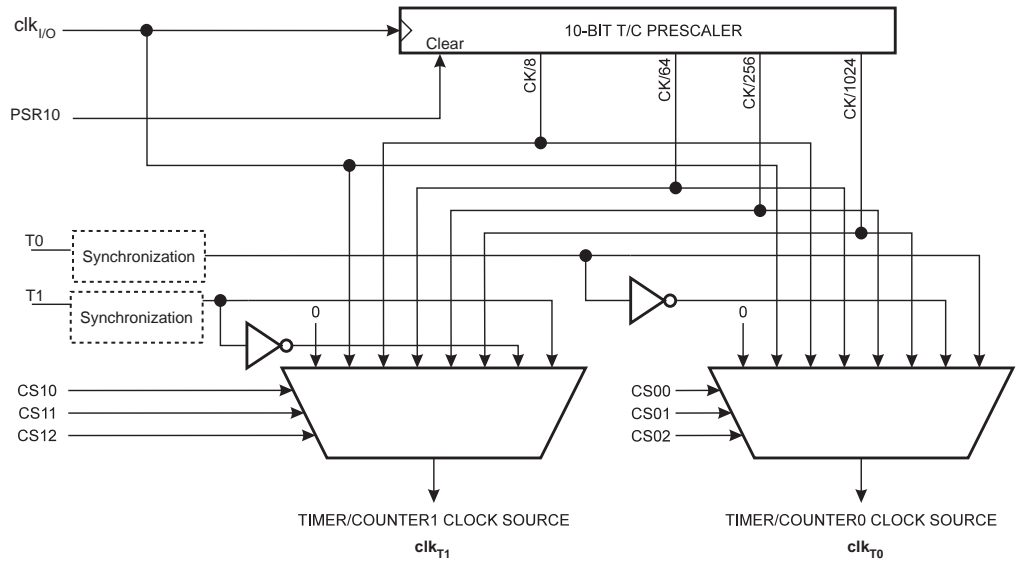 clkI/O
10-BIT T/C PRESCALER
Clear
PSR10
CK/8
CK/64
CK/256
CK/1024
T0
Synchronization
T1
Synchronization
0
0
CS10
CS11
CS12
CS00
CS01
CS02
TIMER/COUNTER1 CLOCK SOURCE
clkT1
TIMER/COUNTER0 CLOCK SOURCE
clkT0